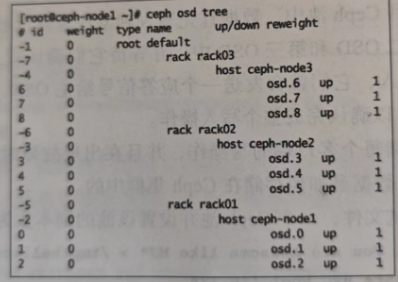 [root@ceph-node1 ~]# ceph osd tree
# id weight type name up/down reweight
-1 0 root default
-7 0 rack rack03
-4 0 host ceph-node3
6 0 osd.6 up 1
7 0 osd.7 up 1
8 0 osd.8 up 1
-6 0 rack rack02
-3 0 host ceph-node2
3 0 osd.3 up 1
4 0 osd.4 up 1
5 0 osd.5 up 1
-5 0 rack rack01
-2 0 host ceph-node1
0 0 osd.0 up 1
1 0 osd.1 up 1
2 0 osd.2 up 1